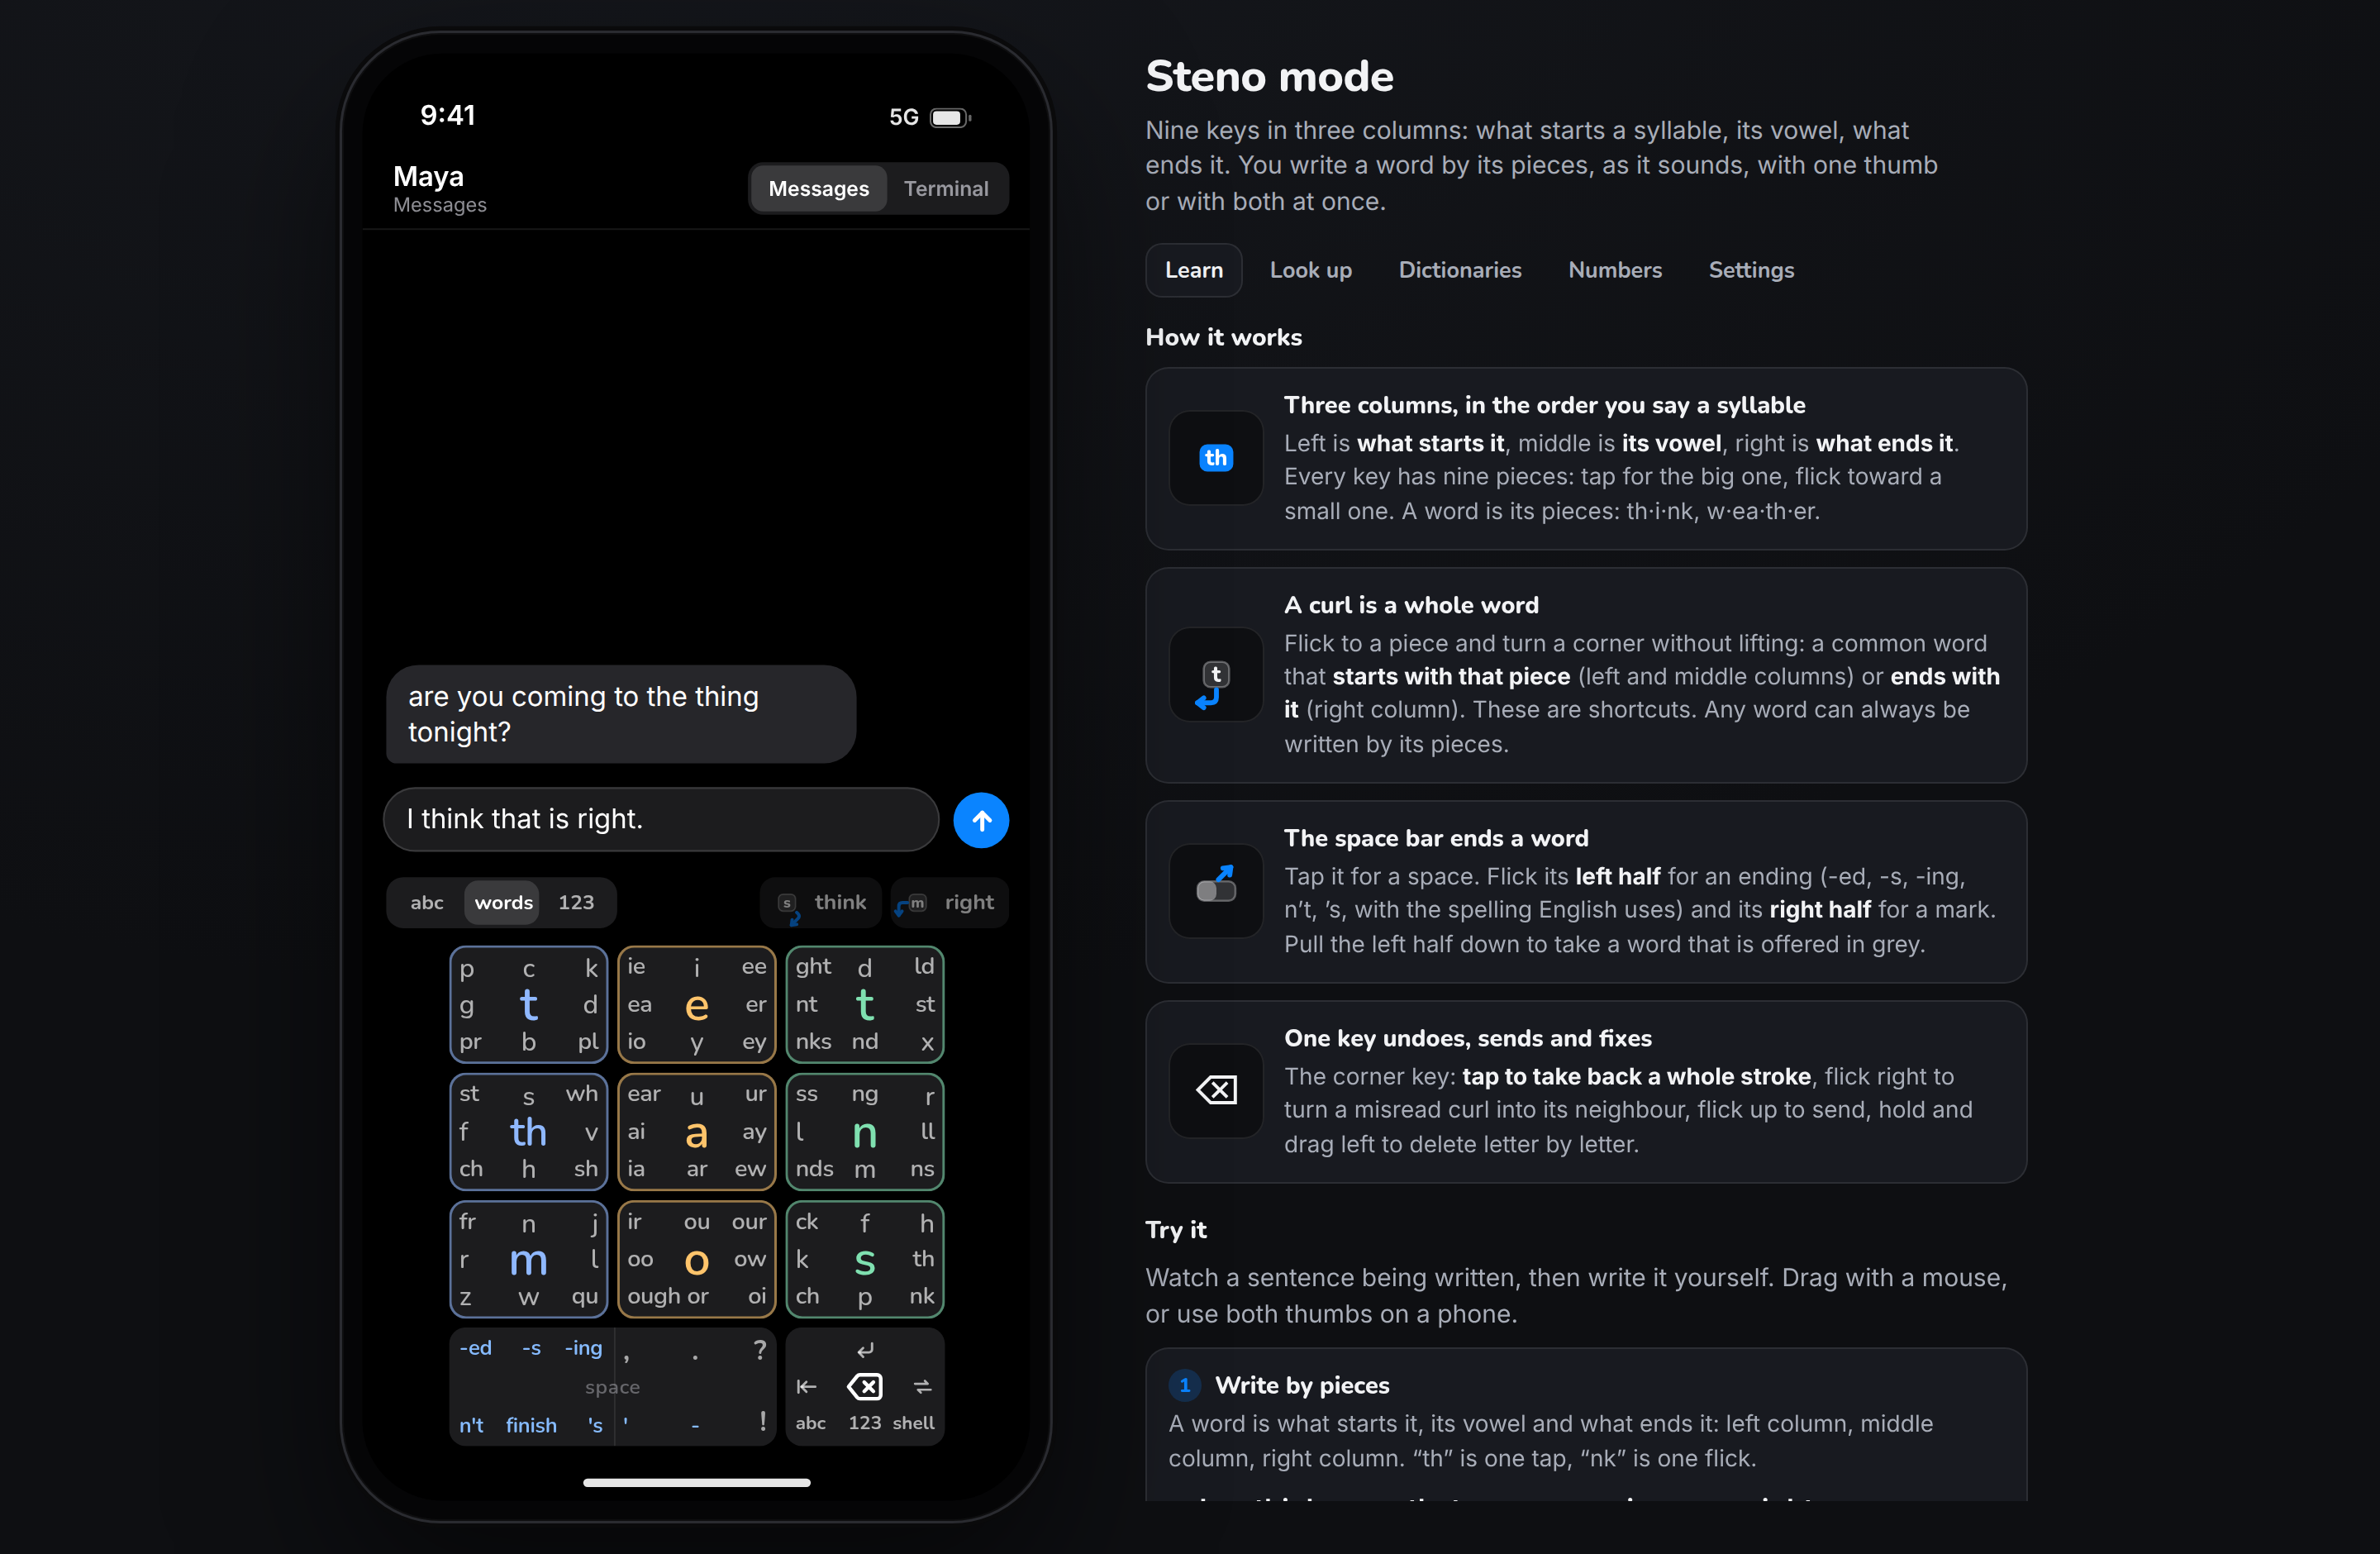 9:41
5G
Maya
Messages
Messages
Terminal
are you coming to the thing
tonight?
I think that is right.
abc
words
123
s
think
m
right
p c k
g t d
pr b pl
ie i ee
ea e er
io y ey
ght d ld
nt t st
nks nd x
st s wh
f th v
ch h sh
ear u ur
ai a ay
ia ar ew
ss ng r
l n ll
nds m ns
fr n j
r m l
z w qu
ir ou our
oo o ow
ough or oi
ck f h
k s th
ch p nk
-ed -s -ing , . ?
space
n't finish 's ' - !
abc 123 shell
Steno mode
Nine keys in three columns: what starts a syllable, its vowel, what
ends it. You write a word by its pieces, as it sounds, with one thumb
or with both at once.
Learn
Look up
Dictionaries
Numbers
Settings
How it works
th
Three columns, in the order you say a syllable
Left is what starts it, middle is its vowel, right is what ends it.
Every key has nine pieces: tap for the big one, flick toward a
small one. A word is its pieces: th·i·nk, w·ea·th·er.
t
A curl is a whole word
Flick to a piece and turn a corner without lifting: a common word
that starts with that piece (left and middle columns) or ends with
it (right column). These are shortcuts. Any word can always be
written by its pieces.
The space bar ends a word
Tap it for a space. Flick its left half for an ending (-ed, -s, -ing,
n’t, ’s, with the spelling English uses) and its right half for a mark.
Pull the left half down to take a word that is offered in grey.
One key undoes, sends and fixes
The corner key: tap to take back a whole stroke, flick right to
turn a misread curl into its neighbour, flick up to send, hold and
drag left to delete letter by letter.
Try it
Watch a sentence being written, then write it yourself. Drag with a mouse,
or use both thumbs on a phone.
1
Write by pieces
A word is what starts it, its vowel and what ends it: left column, middle
column, right column. “th” is one tap, “nk” is one flick.